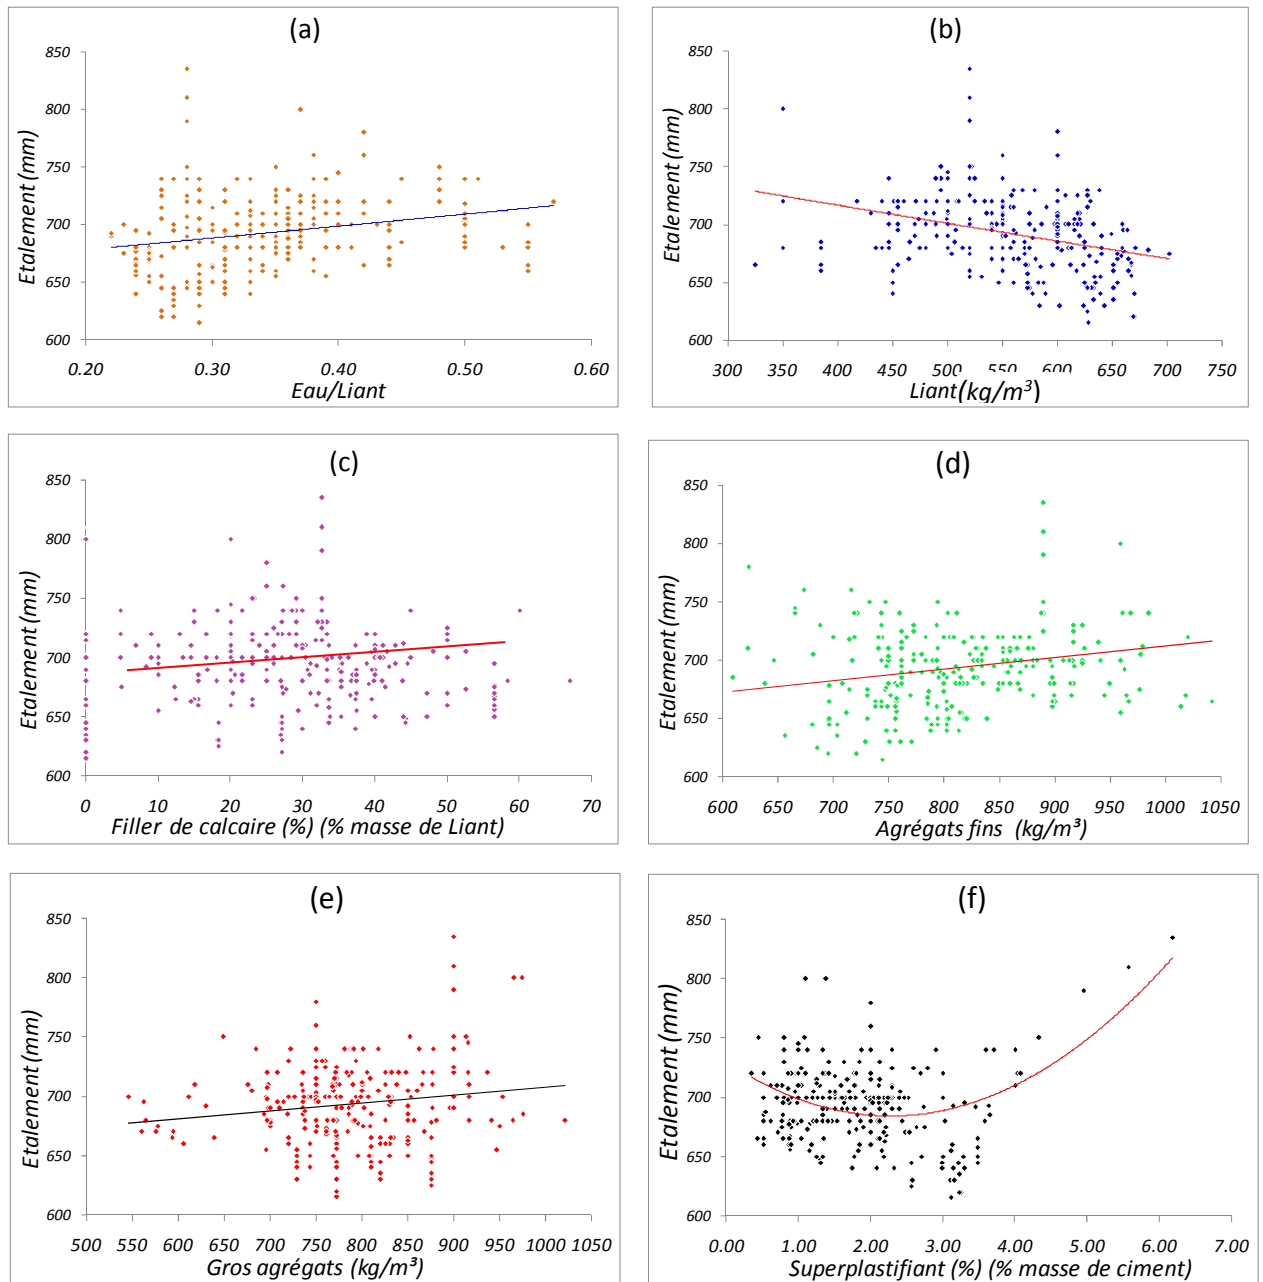 (a)
850
800
750
700
650
600
Etalement (mm)
0.20 0.30 0.40 0.50 0.60
Eau/Liant
(b)
850
800
750
700
650
600
Etalement (mm)
300 350 400 450 500 550 600 650 700 750
Liant(kg/m³)
(c)
850
800
750
700
650
600
Etalement (mm)
0 10 20 30 40 50 60 70
Filler de calcaire (%) (% masse de Liant)
(d)
850
800
750
700
650
600
Etalement (mm)
600 650 700 750 800 850 900 950 1000 1050
Agrégats fins (kg/m³)
(e)
850
800
750
700
650
600
Etalement (mm)
500 550 600 650 700 750 800 850 900 950 1000 1050
Gros agrégats (kg/m³)
(f)
850
800
750
700
650
600
Etalement (mm)
0.00 1.00 2.00 3.00 4.00 5.00 6.00 7.00
Superplastifiant (%) (% masse de ciment)